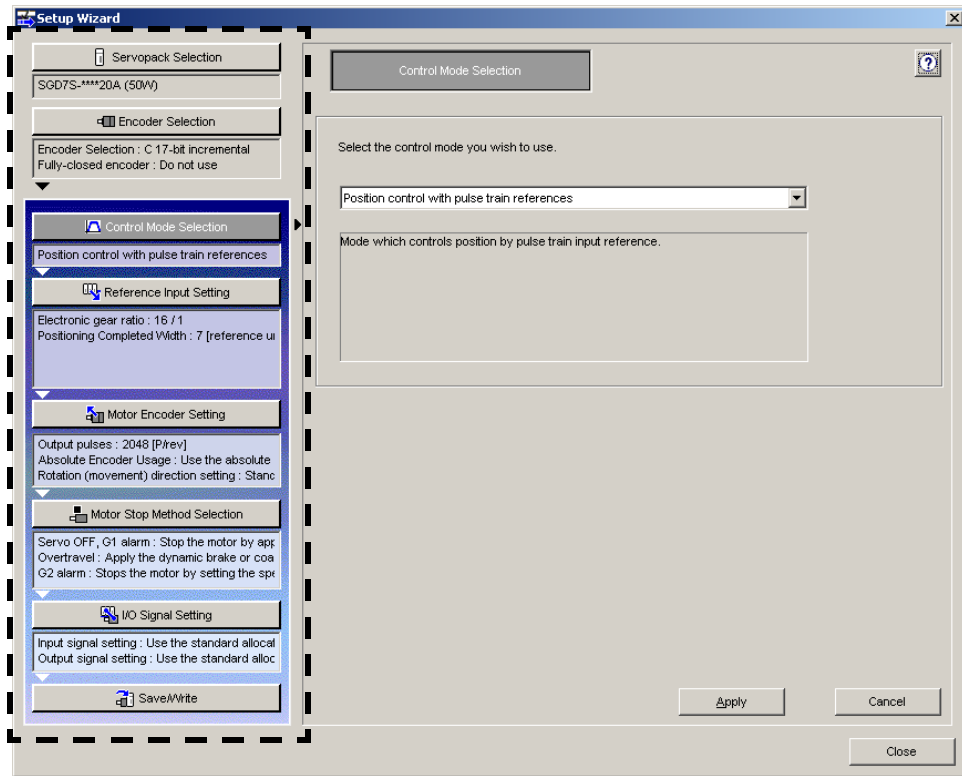 Setup Wizard
Servopack Selection
SGD7S-****20A (50W)
Encoder Selection
Encoder Selection : C 17-bit incremental
Fully-closed encoder : Do not use
Control Mode Selection
Position control with pulse train references
Reference Input Setting
Electronic gear ratio : 16 / 1
Positioning Completed Width : 7 [reference ur
Motor Encoder Setting
Output pulses : 2048 [P/rev]
Absolute Encoder Usage : Use the absolute
Rotation (movement) direction setting : Stanc
Motor Stop Method Selection
Servo OFF, G1 alarm : Stop the motor by app
Overtravel : Apply the dynamic brake or coa
G2 alarm : Stops the motor by setting the spe
I/O Signal Setting
Input signal setting : Use the standard allocat
Output signal setting : Use the standard alloc
Save/Write
Control Mode Selection
Select the control mode you wish to use.
Position control with pulse train references
Mode which controls position by pulse train input reference.
Apply
Cancel
Close